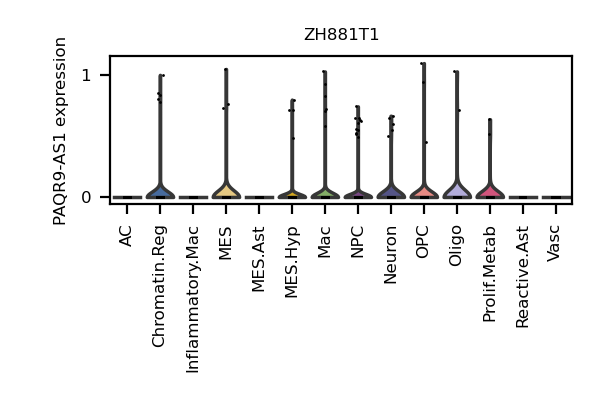 ZH881T1
PAQR9-AS1 expression
1
0
AC
Chromatin.Reg
Inflammatory.Mac
MES
MES.Ast
MES.Hyp
Mac
NPC
Neuron
OPC
Oligo
Prolif.Metab
Reactive.Ast
Vasc